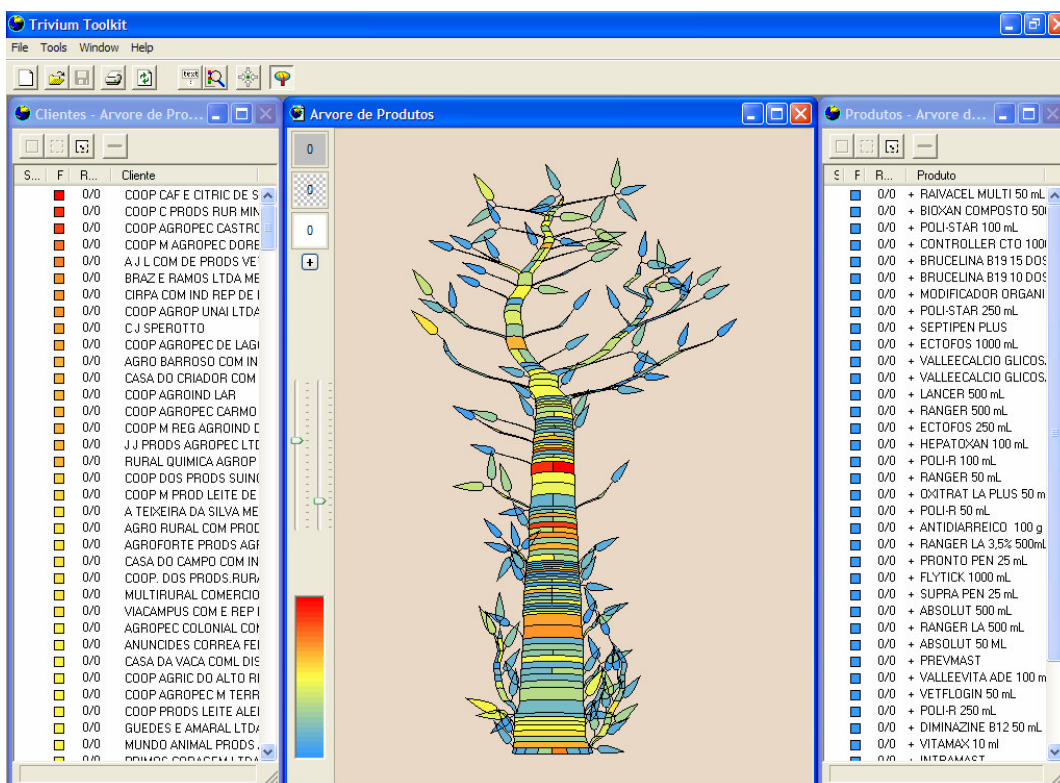 Trivium Toolkit
File Tools Window Help
text
Clientes - Arvore de Pro...
S... F R... Cliente
0/0 COOP CAF E CITRIC DE S
0/0 COOP C PRODS RUR MIN
0/0 COOP AGROPEC CASTRO
0/0 COOP M AGROPEC DORE
0/0 A J L COM DE PRODS VE
0/0 BRAZ E RAMOS LTDA ME
0/0 CIRPA COM IND REP DE
0/0 COOP AGROP UNAI LTDA
0/0 C J SPEROTTO
0/0 COOP AGROPEC DE LAG
0/0 AGRO BARROSO COM IN
0/0 CASA DO CRIADOR COM
0/0 COOP AGROIND LAR
0/0 COOP AGROPEC CARMO
0/0 COOP M REG AGROIND
0/0 J J PRODS AGROPEC LTD
0/0 RURAL QUIMICA AGROP
0/0 COOP DOS PRODS SUIN
0/0 COOP M PROD LEITE DE
0/0 A TEIXEIRA DA SILVA ME
0/0 AGRO RURAL COM PROD
0/0 AGROFORTE PRODS AGR
0/0 CASA DO CAMPO COM IN
0/0 COOP. DOS PRODS.RURA
0/0 MULTIRURAL COMERCIO
0/0 VIACAMPUS COM E REP
0/0 AGROPEC COLONIAL COM
0/0 ANUNCIDES CORREA FE
0/0 CASA DA VACA COML DIS
0/0 COOP AGRIC DO ALTO R
0/0 COOP AGROPEC M TERR
0/0 COOP PRODS LEITE ALE
0/0 GUEDES E AMARAL LTDA
0/0 MUNDO ANIMAL PRODS
Arvore de Produtos
0
0
0
+
Produtos - Arvore d...
S F R... Produto
0/0 + RAIVACEL MULTI 50 mL
0/0 + BIOXAN COMPOSTO 50
0/0 + POLI-STAR 100 mL
0/0 + CONTROLLER CTO 100
0/0 + BRUCELINA B19 15 DOS
0/0 + BRUCELINA B19 10 DOS
0/0 + MODIFICADOR ORGANI
0/0 + POLI-STAR 250 mL
0/0 + SEPTIPEN PLUS
0/0 + ECTOFOS 1000 mL
0/0 + VALLEECALCIO GLICOS.
0/0 + VALLEECALCIO GLICOS.
0/0 + LANCER 500 mL
0/0 + RANGER 500 mL
0/0 + ECTOFOS 250 mL
0/0 + HEPATOXAN 100 mL
0/0 + POLI-R 100 mL
0/0 + RANGER 50 mL
0/0 + OXITRAT LA PLUS 50 m
0/0 + POLI-R 50 mL
0/0 + ANTIDIARREICO 100 g
0/0 + RANGER LA 3,5% 500mL
0/0 + PRONTO PEN 25 mL
0/0 + FLYTICK 1000 mL
0/0 + SUPRA PEN 25 mL
0/0 + ABSOLUT 500 mL
0/0 + RANGER LA 500 mL
0/0 + ABSOLUT 50 ML
0/0 + PREVMAST
0/0 + VALLEEVITA ADE 100 m
0/0 + VETFLOGIN 50 mL
0/0 + POLI-R 250 mL
0/0 + DIMINAZINE B12 50 mL
0/0 + VITAMAX 10 ml
0/0 + INTRAMAST